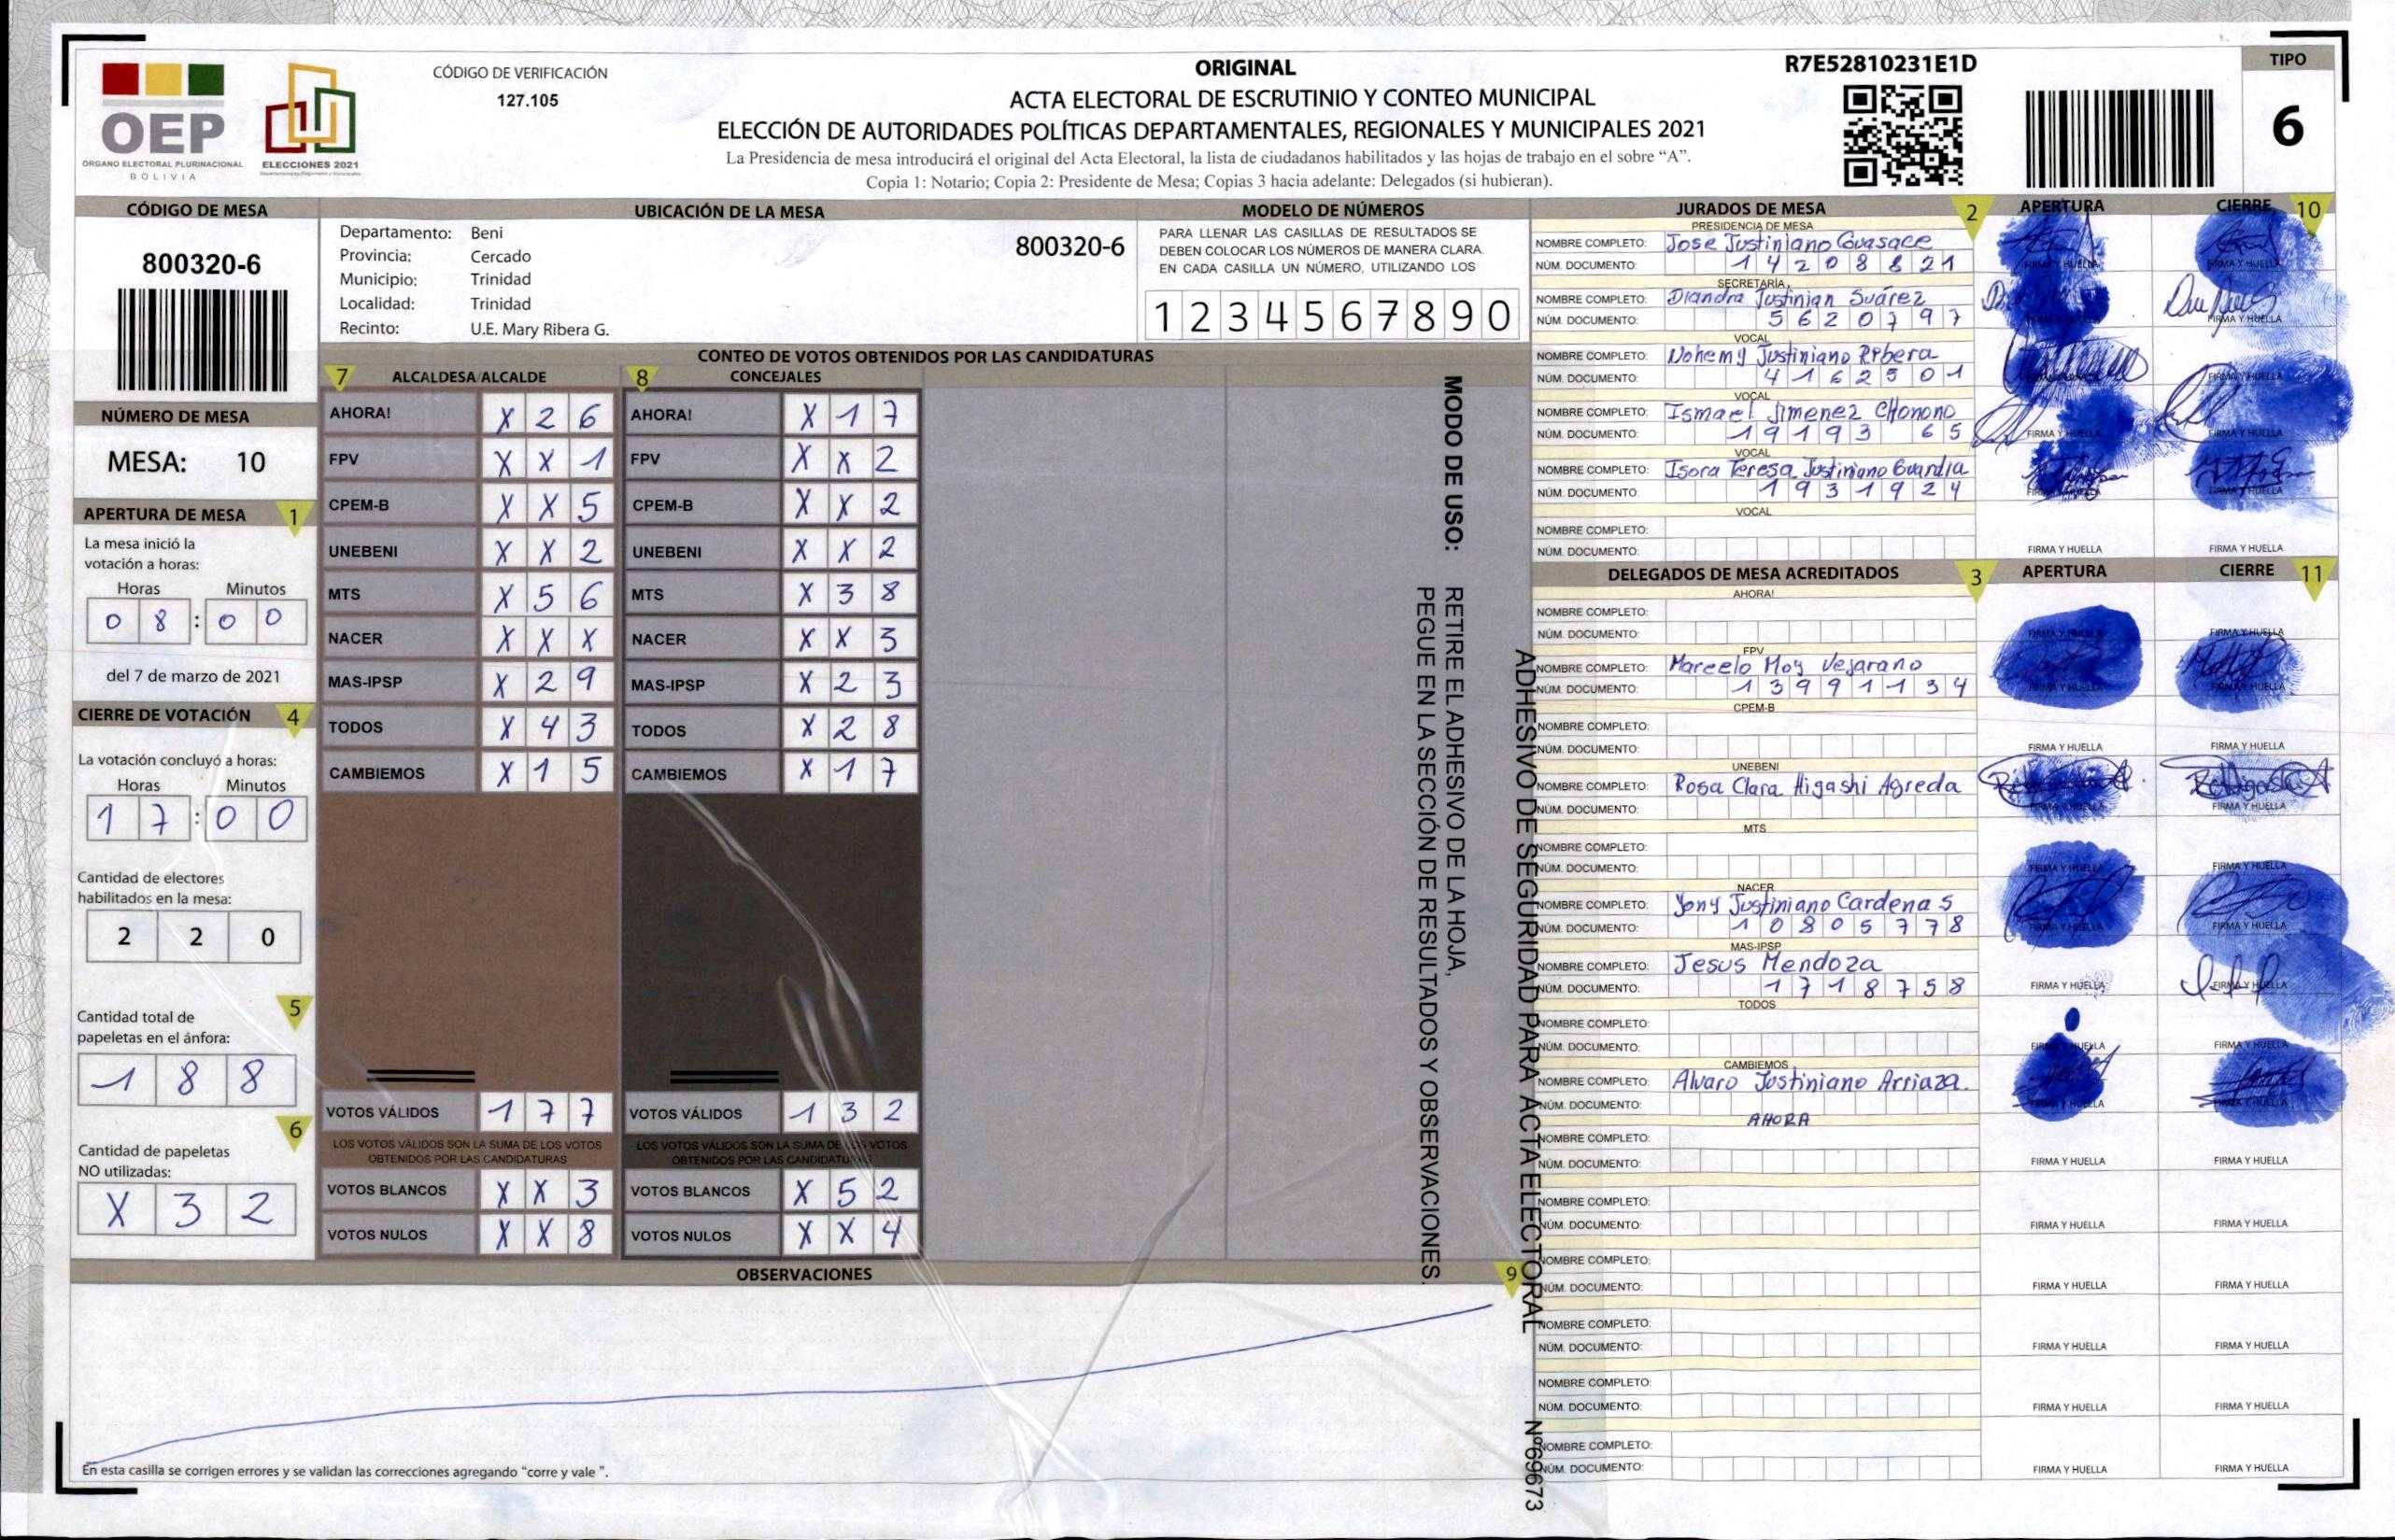 OEP
ÓRGANO ELECTORAL PLURINACIONAL
BOLIVIA
ELECCIONES 2021
CÓDIGO DE VERIFICACIÓN
127.105
ORIGINAL
ACTA ELECTORAL DE ESCRUTINIO Y CONTEO MUNICIPAL
ELECCIÓN DE AUTORIDADES POLÍTICAS DEPARTAMENTALES, REGIONALES Y MUNICIPALES 2021
La Presidencia de mesa introducirá el original del Acta Electoral, la lista de ciudadanos habilitados y las hojas de trabajo en el sobre “A”.
Copia 1: Notario; Copia 2: Presidente de Mesa; Copias 3 hacia adelante: Delegados (si hubieran).
R7E52810231E1D
TIPO
6
CÓDIGO DE MESA
800320-6
NÚMERO DE MESA
MESA: 10
APERTURA DE MESA 1
La mesa inició la
votación a horas:
Horas Minutos
0 8 : 0 0
del 7 de marzo de 2021
CIERRE DE VOTACIÓN 4
La votación concluyó a horas:
Horas Minutos
1 7 : 0 0
Cantidad de electores
habilitados en la mesa:
2 2 0
5
Cantidad total de
papeletas en el ánfora:
1 8 8
6
Cantidad de papeletas
NO utilizadas:
X 3 2
UBICACIÓN DE LA MESA
Departamento: Beni
Provincia: Cercado
Municipio: Trinidad
Localidad: Trinidad
Recinto: U.E. Mary Ribera G.
800320-6
MODELO DE NÚMEROS
PARA LLENAR LAS CASILLAS DE RESULTADOS SE
DEBEN COLOCAR LOS NÚMEROS DE MANERA CLARA.
EN CADA CASILLA UN NÚMERO, UTILIZANDO LOS
1 2 3 4 5 6 7 8 9 0
CONTEO DE VOTOS OBTENIDOS POR LAS CANDIDATURAS
7 ALCALDESA/ALCALDE 8 CONCEJALES
AHORA! X 2 6 AHORA! X 1 7
FPV X X 1 FPV X X 2
CPEM-B X X 5 CPEM-B X X 2
UNEBENI X X 2 UNEBENI X X 2
MTS X 5 6 MTS X 3 8
NACER X X X NACER X X 3
MAS-IPSP X 2 9 MAS-IPSP X 2 3
TODOS X 4 3 TODOS X 2 8
CAMBIEMOS X 1 5 CAMBIEMOS X 1 7
VOTOS VÁLIDOS 1 7 7 VOTOS VÁLIDOS 1 3 2
LOS VOTOS VÁLIDOS SON LA SUMA DE LOS VOTOS LOS VOTOS VÁLIDOS SON LA SUMA DE LOS VOTOS
OBTENIDOS POR LAS CANDIDATURAS OBTENIDOS POR LAS CANDIDATURAS
VOTOS BLANCOS X X 3 VOTOS BLANCOS X 5 2
VOTOS NULOS X X 8 VOTOS NULOS X X 4
MODO DE USO: RETIRE EL ADHESIVO DE LA HOJA,
PEGUE EN LA SECCIÓN DE RESULTADOS Y OBSERVACIONES.
ADHESIVO DE SEGURIDAD PARA ACTA ELECTORAL Nº69673
OBSERVACIONES 9
En esta casilla se corrigen errores y se validan las correcciones agregando “corre y vale ”.
JURADOS DE MESA 2 APERTURA CIERRE 10
PRESIDENCIA DE MESA
NOMBRE COMPLETO: Jose Justiniano Guasace
NÚM. DOCUMENTO: 1 4 2 0 8 8 2 1 FIRMA Y HUELLA FIRMA Y HUELLA
SECRETARÍA
NOMBRE COMPLETO: Diandra Justinian Suárez
NÚM. DOCUMENTO: 5 6 2 0 7 9 7 FIRMA Y HUELLA
VOCAL
NOMBRE COMPLETO: Nohemy Justiniano Ribera
NÚM. DOCUMENTO: 4 1 6 2 5 0 1 FIRMA Y HUELLA
VOCAL
NOMBRE COMPLETO: Ismael Jimenez CHonono
NÚM. DOCUMENTO: 1 9 1 9 3 6 5 FIRMA Y HUELLA FIRMA Y HUELLA
VOCAL
NOMBRE COMPLETO: Isora Teresa Justiniano Guardia
NÚM. DOCUMENTO: 1 9 3 1 9 2 4 FIRMA Y HUELLA FIRMA Y HUELLA
VOCAL
NOMBRE COMPLETO:
NÚM. DOCUMENTO: FIRMA Y HUELLA FIRMA Y HUELLA
DELEGADOS DE MESA ACREDITADOS 3 APERTURA CIERRE 11
AHORA!
NOMBRE COMPLETO:
NÚM. DOCUMENTO: FIRMA Y HUELLA FIRMA Y HUELLA
FPV
NOMBRE COMPLETO: Marcelo Moy Vejarano
NÚM. DOCUMENTO: 1 3 9 9 1 1 3 4 FIRMA Y HUELLA FIRMA Y HUELLA
CPEM-B
NOMBRE COMPLETO:
NÚM. DOCUMENTO: FIRMA Y HUELLA FIRMA Y HUELLA
UNEBENI
NOMBRE COMPLETO: Rosa Clara Higashi Agreda
NÚM. DOCUMENTO: FIRMA Y HUELLA FIRMA Y HUELLA
MTS
NOMBRE COMPLETO:
NÚM. DOCUMENTO: FIRMA Y HUELLA FIRMA Y HUELLA
NACER
NOMBRE COMPLETO: Yony Justiniano Cardenas
NÚM. DOCUMENTO: 1 0 8 0 5 7 7 8 FIRMA Y HUELLA FIRMA Y HUELLA
MAS-IPSP
NOMBRE COMPLETO: Jesus Mendoza
NÚM. DOCUMENTO: 1 7 1 8 7 5 8 FIRMA Y HUELLA FIRMA Y HUELLA
TODOS
NOMBRE COMPLETO:
NÚM. DOCUMENTO: FIRMA Y HUELLA FIRMA Y HUELLA
CAMBIEMOS
NOMBRE COMPLETO: Alvaro Justiniano Arriaza.
NÚM. DOCUMENTO: FIRMA Y HUELLA FIRMA Y HUELLA
AHORA
NOMBRE COMPLETO:
NÚM. DOCUMENTO: FIRMA Y HUELLA FIRMA Y HUELLA
NOMBRE COMPLETO:
NÚM. DOCUMENTO: FIRMA Y HUELLA FIRMA Y HUELLA
NOMBRE COMPLETO:
NÚM. DOCUMENTO: FIRMA Y HUELLA FIRMA Y HUELLA
NOMBRE COMPLETO:
NÚM. DOCUMENTO: FIRMA Y HUELLA FIRMA Y HUELLA
NOMBRE COMPLETO:
NÚM. DOCUMENTO: FIRMA Y HUELLA FIRMA Y HUELLA
NOMBRE COMPLETO:
NÚM. DOCUMENTO: FIRMA Y HUELLA FIRMA Y HUELLA